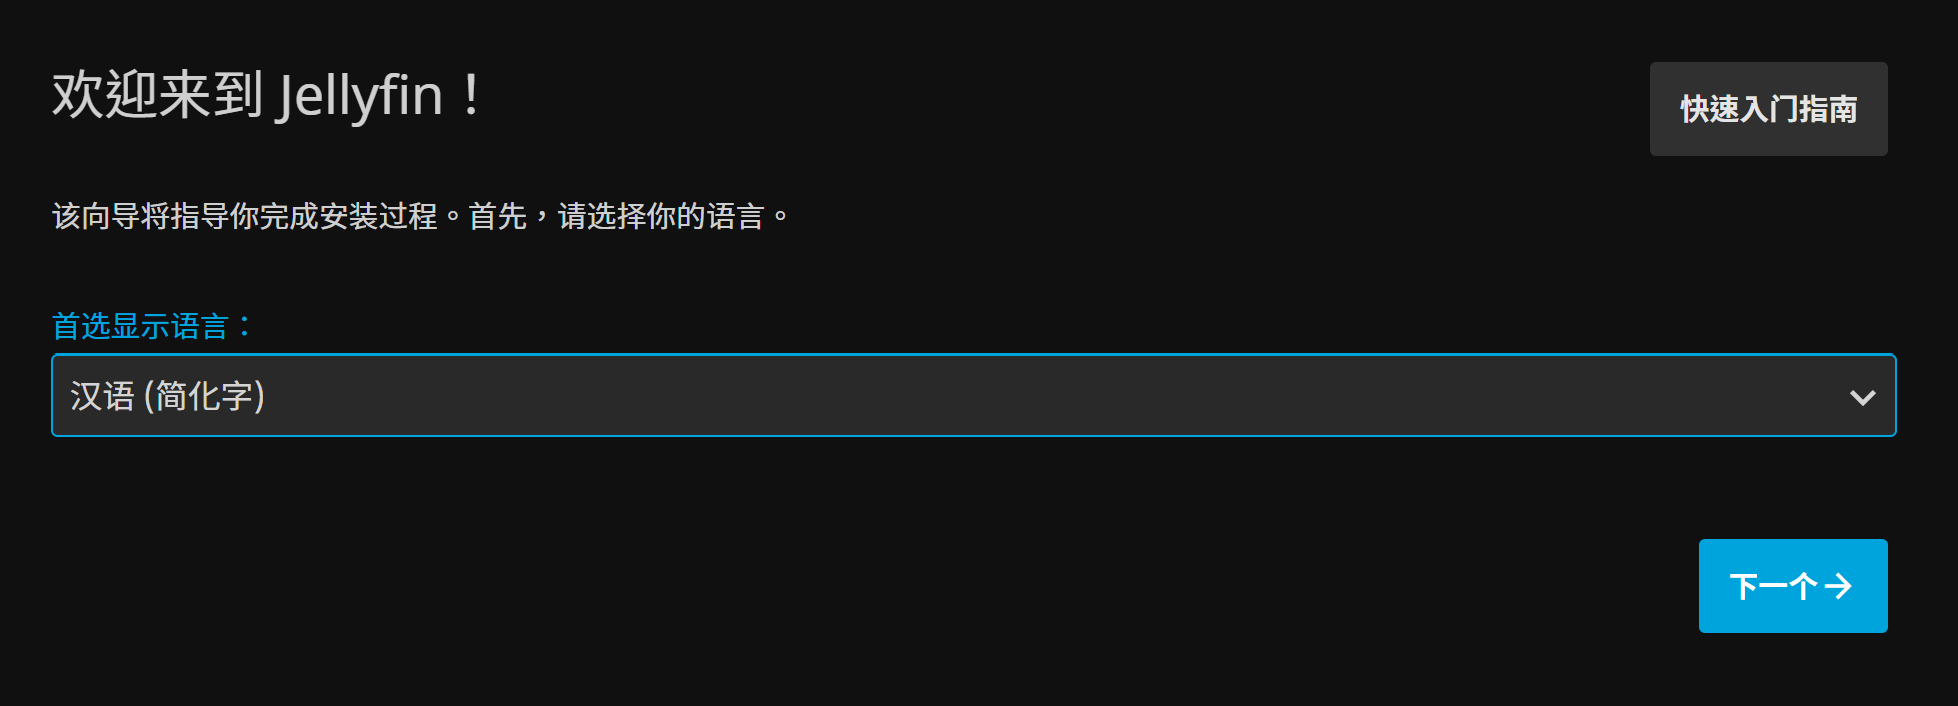 欢迎来到 Jellyfin！
快速入门指南
该向导将指导你完成安装过程。首先，请选择你的语言。
首选显示语言：
汉语 (简化字)
下一个